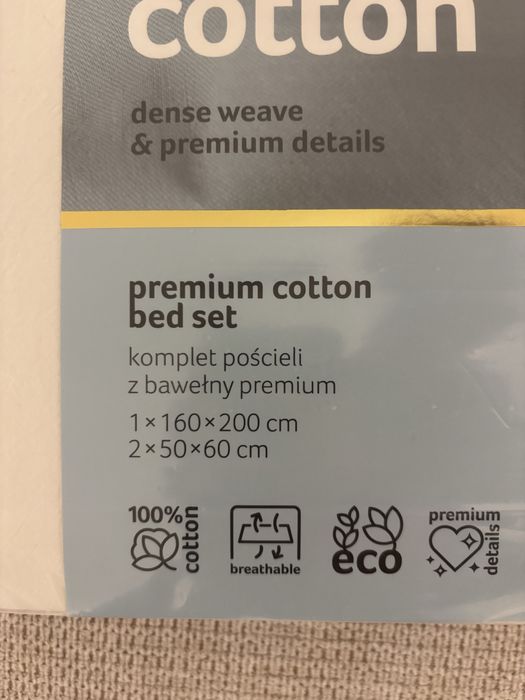 cotton
dense weave
& premium details
premium cotton
bed set
komplet pościeli
z bawełny premium
1×160×200 cm
2×50×60 cm
100% cotton
breathable
eco
premium details